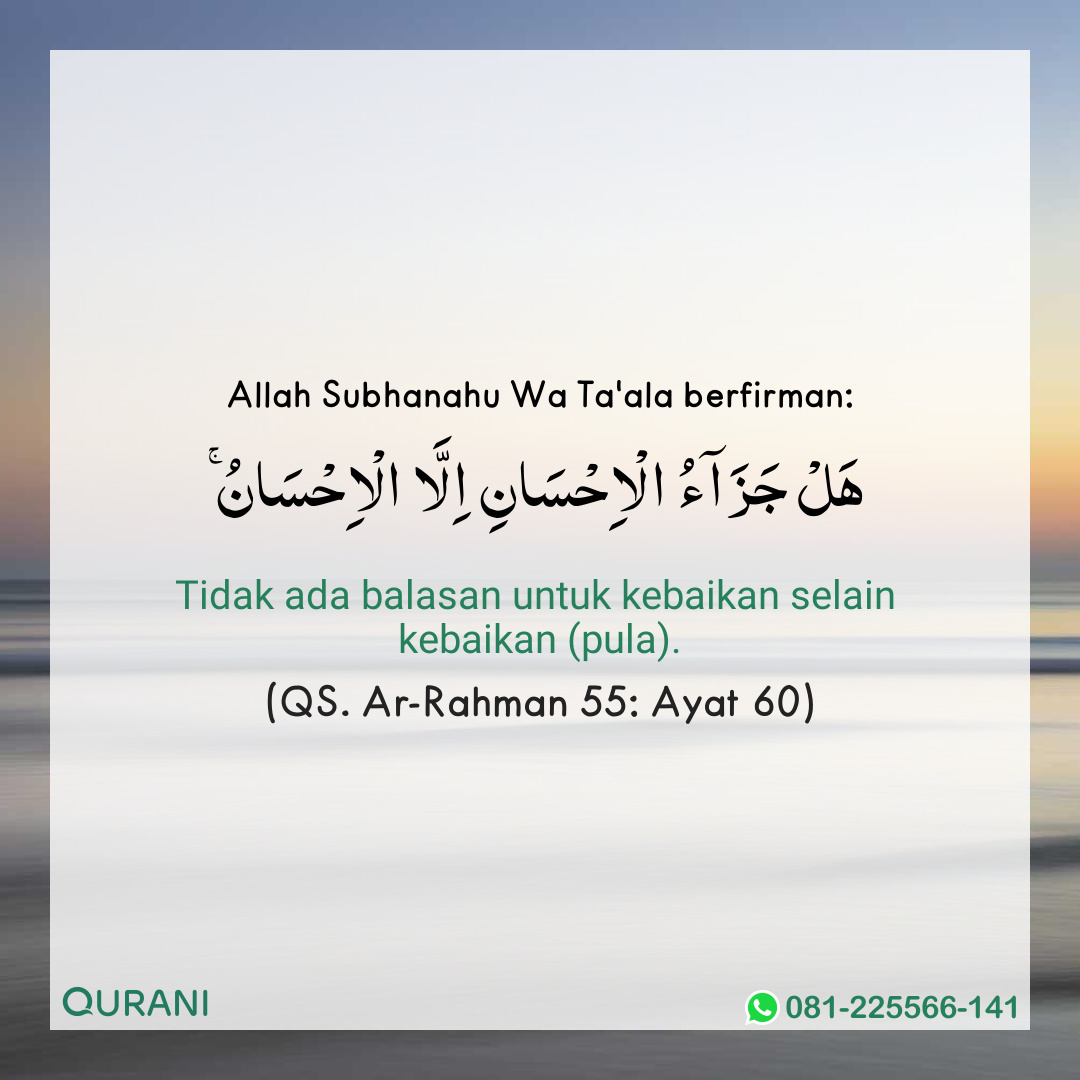 Allah Subhanahu Wa Ta'ala berfirman:
هَلْ جَزَآءُ الْاِحْسَانِ اِلَّا الْاِحْسَانُ ۚ
Tidak ada balasan untuk kebaikan selain
kebaikan (pula).
(QS. Ar-Rahman 55: Ayat 60)
QURANI
081-225566-141